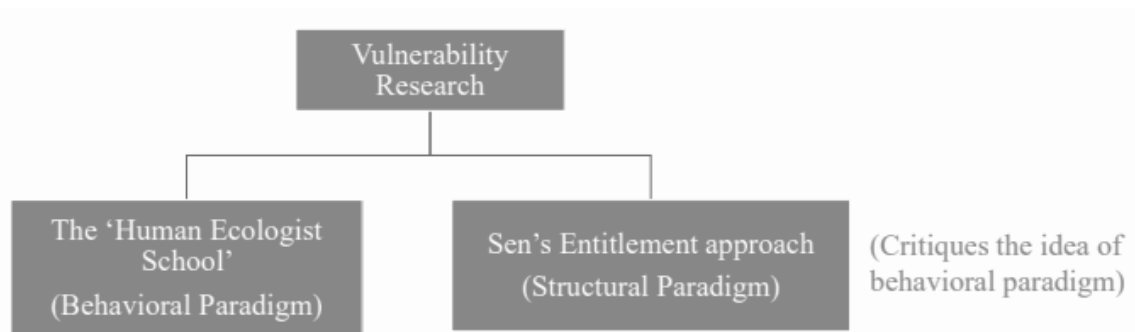 Vulnerability
Research
The ‘Human Ecologist
School’
(Behavioral Paradigm)
Sen’s Entitlement approach
(Structural Paradigm)
(Critiques the idea of
behavioral paradigm)